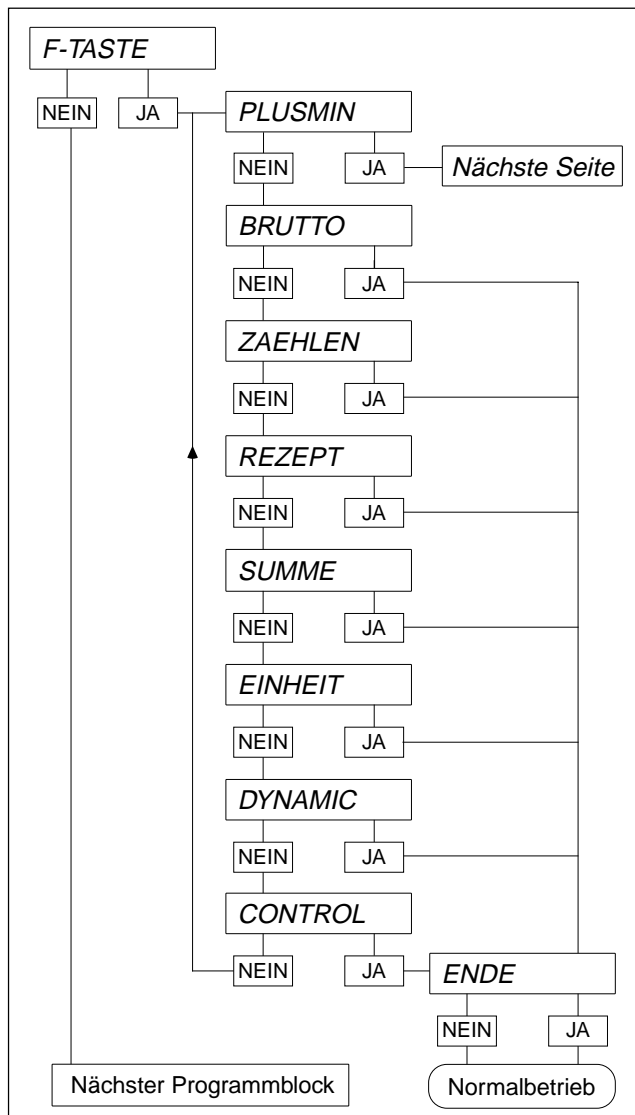 F-TASTE
NEIN JA PLUSMIN
NEIN JA Nächste Seite
BRUTTO
NEIN JA
ZAEHLEN
NEIN JA
REZEPT
NEIN JA
SUMME
NEIN JA
EINHEIT
NEIN JA
DYNAMIC
NEIN JA
CONTROL
NEIN JA ENDE
NEIN JA
Nächster Programmblock Normalbetrieb